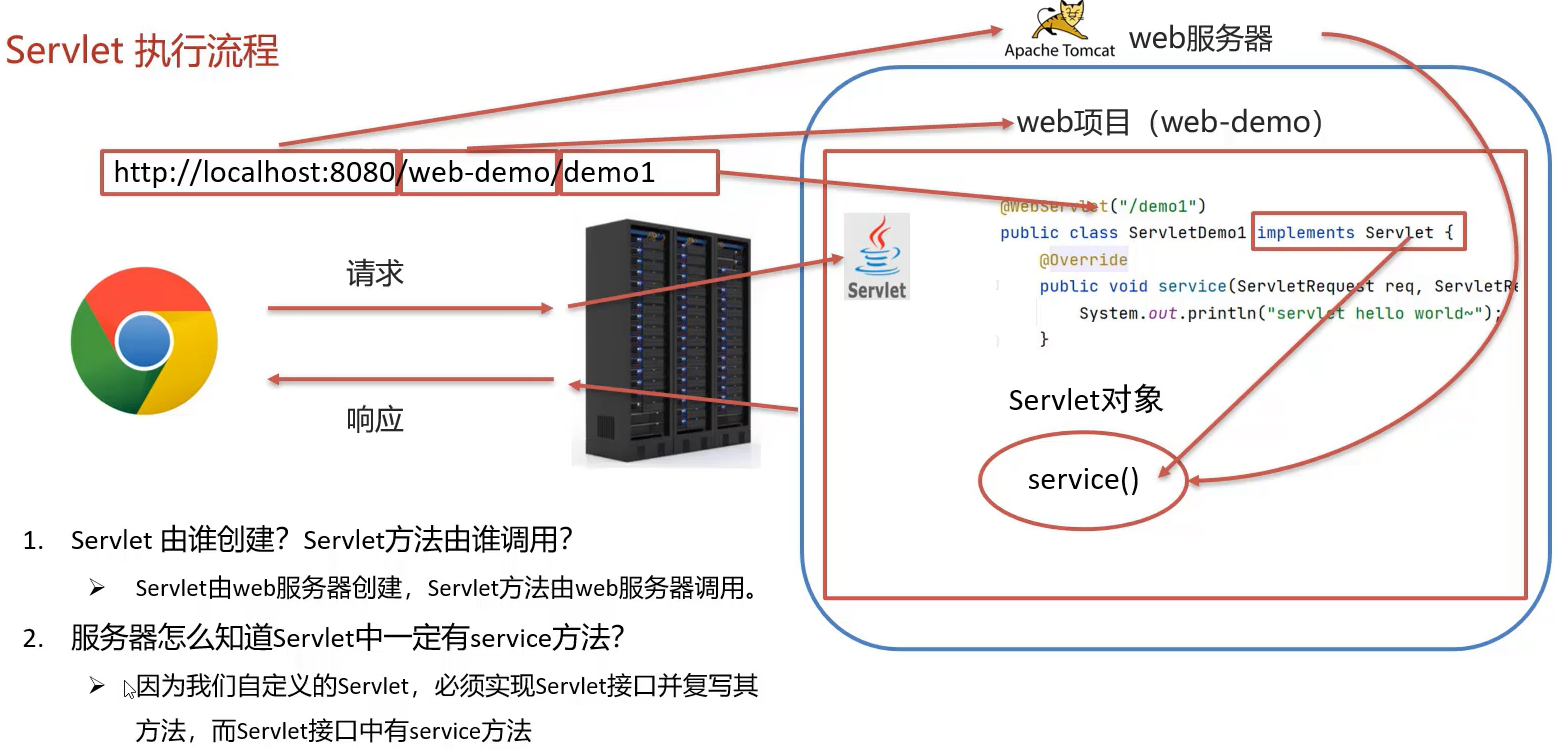 Servlet 执行流程
Apache Tomcat
web服务器
web项目（web-demo）
http://localhost:8080/web-demo/demo1
@WebServlet("/demo1")
public class ServletDemo1 implements Servlet {
@Override
public void service(ServletRequest req, ServletRe
System.out.println("servlet hello world~");
}
Servlet
请求
响应
Servlet对象
service()
1. Servlet 由谁创建？Servlet方法由谁调用？
➢ Servlet由web服务器创建，Servlet方法由web服务器调用。
2. 服务器怎么知道Servlet中一定有service方法？
➢ 因为我们自定义的Servlet，必须实现Servlet接口并复写其
方法，而Servlet接口中有service方法